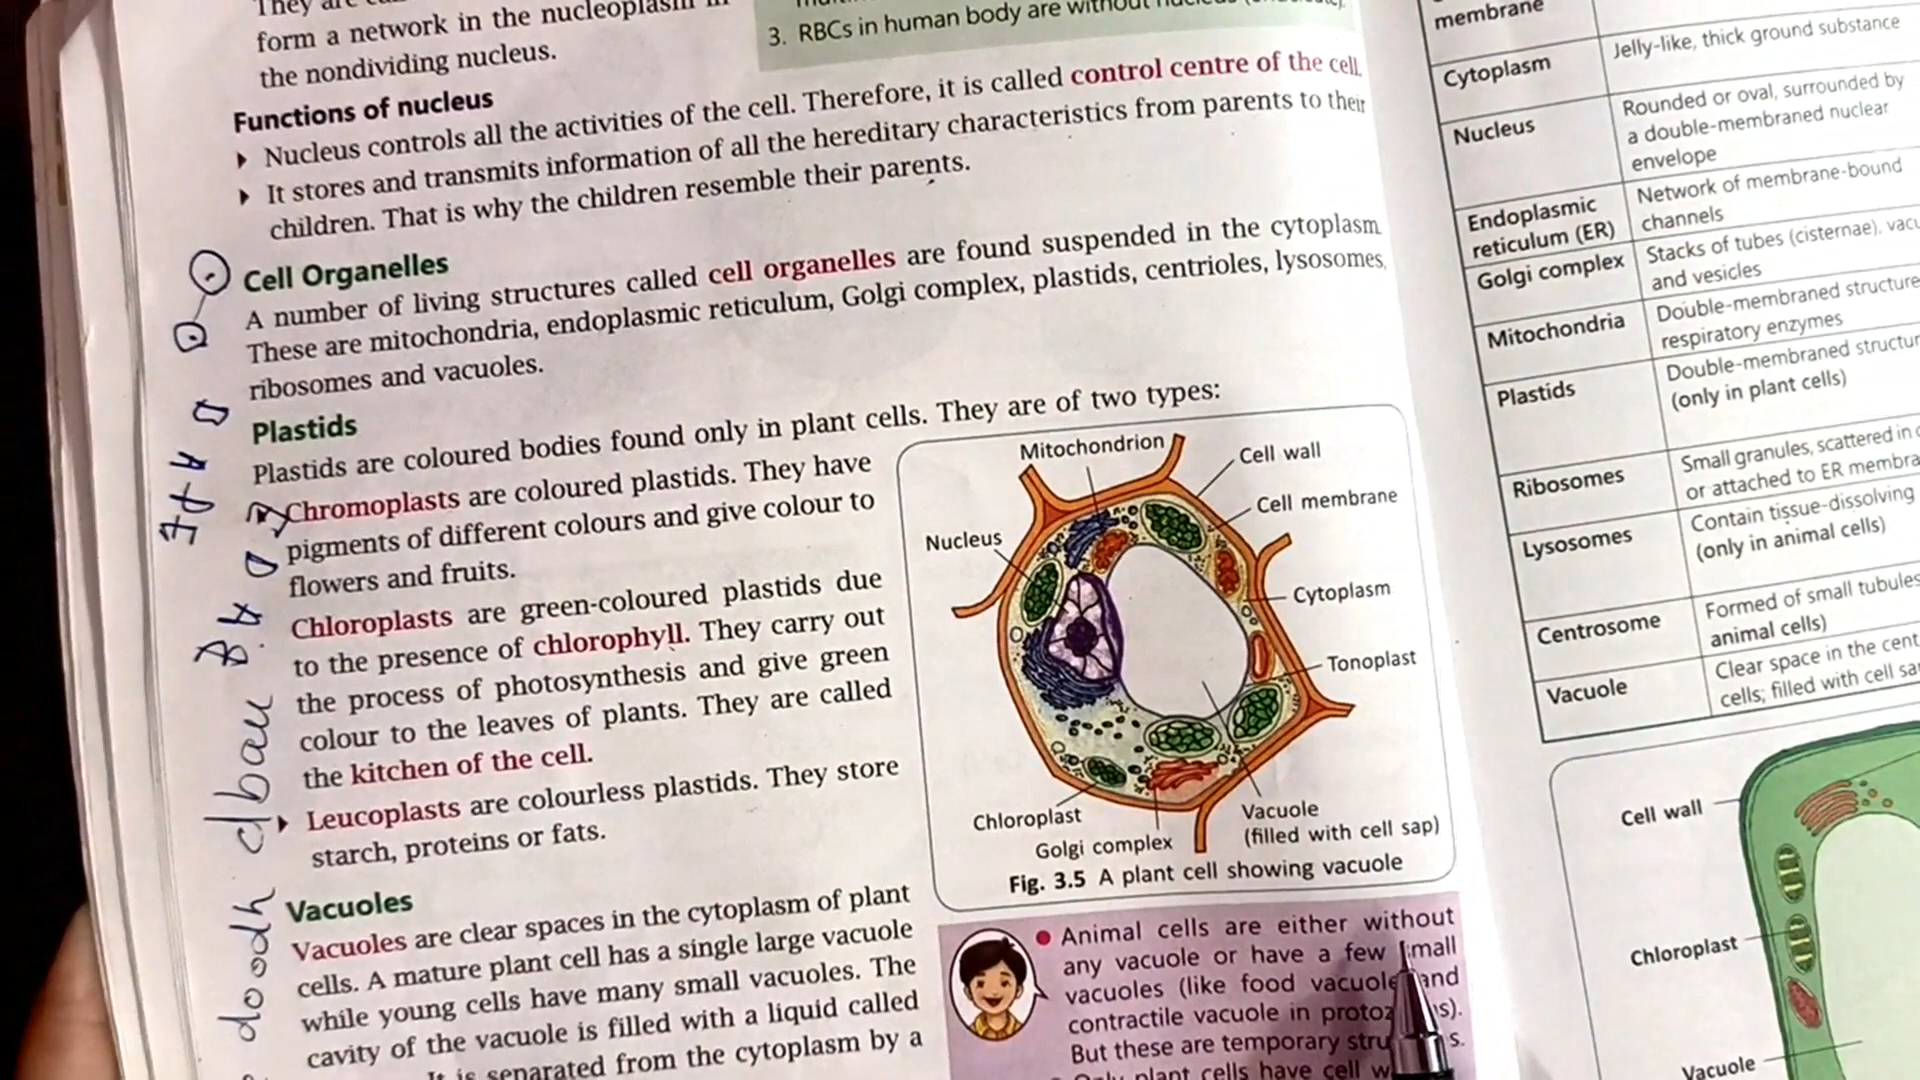 They are
form a network in the nucleoplasm in
the nondividing nucleus.
3. RBCs in human body are without nucleus
Functions of nucleus
Nucleus controls all the activities of the cell. Therefore, it is called control centre of the cell.
It stores and transmits information of all the hereditary characteristics from parents to their
children. That is why the children resemble their parents.
Cell Organelles
A number of living structures called cell organelles are found suspended in the cytoplasm.
These are mitochondria, endoplasmic reticulum, Golgi complex, plastids, centrioles, lysosomes,
ribosomes and vacuoles.
Plastids
Plastids are coloured bodies found only in plant cells. They are of two types:
Chromoplasts are coloured plastids. They have
pigments of different colours and give colour to
flowers and fruits.
Chloroplasts are green-coloured plastids due
to the presence of chlorophyll. They carry out
the process of photosynthesis and give green
colour to the leaves of plants. They are called
the kitchen of the cell.
Leucoplasts are colourless plastids. They store
starch, proteins or fats.
Vacuoles
Vacuoles are clear spaces in the cytoplasm of plant
cells. A mature plant cell has a single large vacuole
while young cells have many small vacuoles. The
cavity of the vacuole is filled with a liquid called
It is separated from the cytoplasm by a
Mitochondrion
Cell wall
Cell membrane
Nucleus
Cytoplasm
Tonoplast
Chloroplast
Golgi complex
Vacuole
(filled with cell sap)
Fig. 3.5 A plant cell showing vacuole
• Animal cells are either without
any vacuole or have a few small
vacuoles (like food vacuole and
contractile vacuole in
But these are temporary
Only plant cells have cell
membrane
Cytoplasm Jelly-like, thick ground substance
Nucleus Rounded or oval, surrounded by
a double-membraned nuclear
envelope
Endoplasmic Network of membrane-bound
reticulum (ER) channels
Golgi complex Stacks of tubes (cisternae),
and vesicles
Mitochondria Double-membraned structure
respiratory enzymes
Plastids Double-membraned
(only in plant cells)
Ribosomes Small granules, scattered in
or attached to ER
Lysosomes Contain tissue-dissolving
(only in animal cells)
Centrosome Formed of small tubules
animal cells)
Vacuole Clear space in the
cells; filled with cell
Cell wall
Chloroplast
Vacuole
doodh